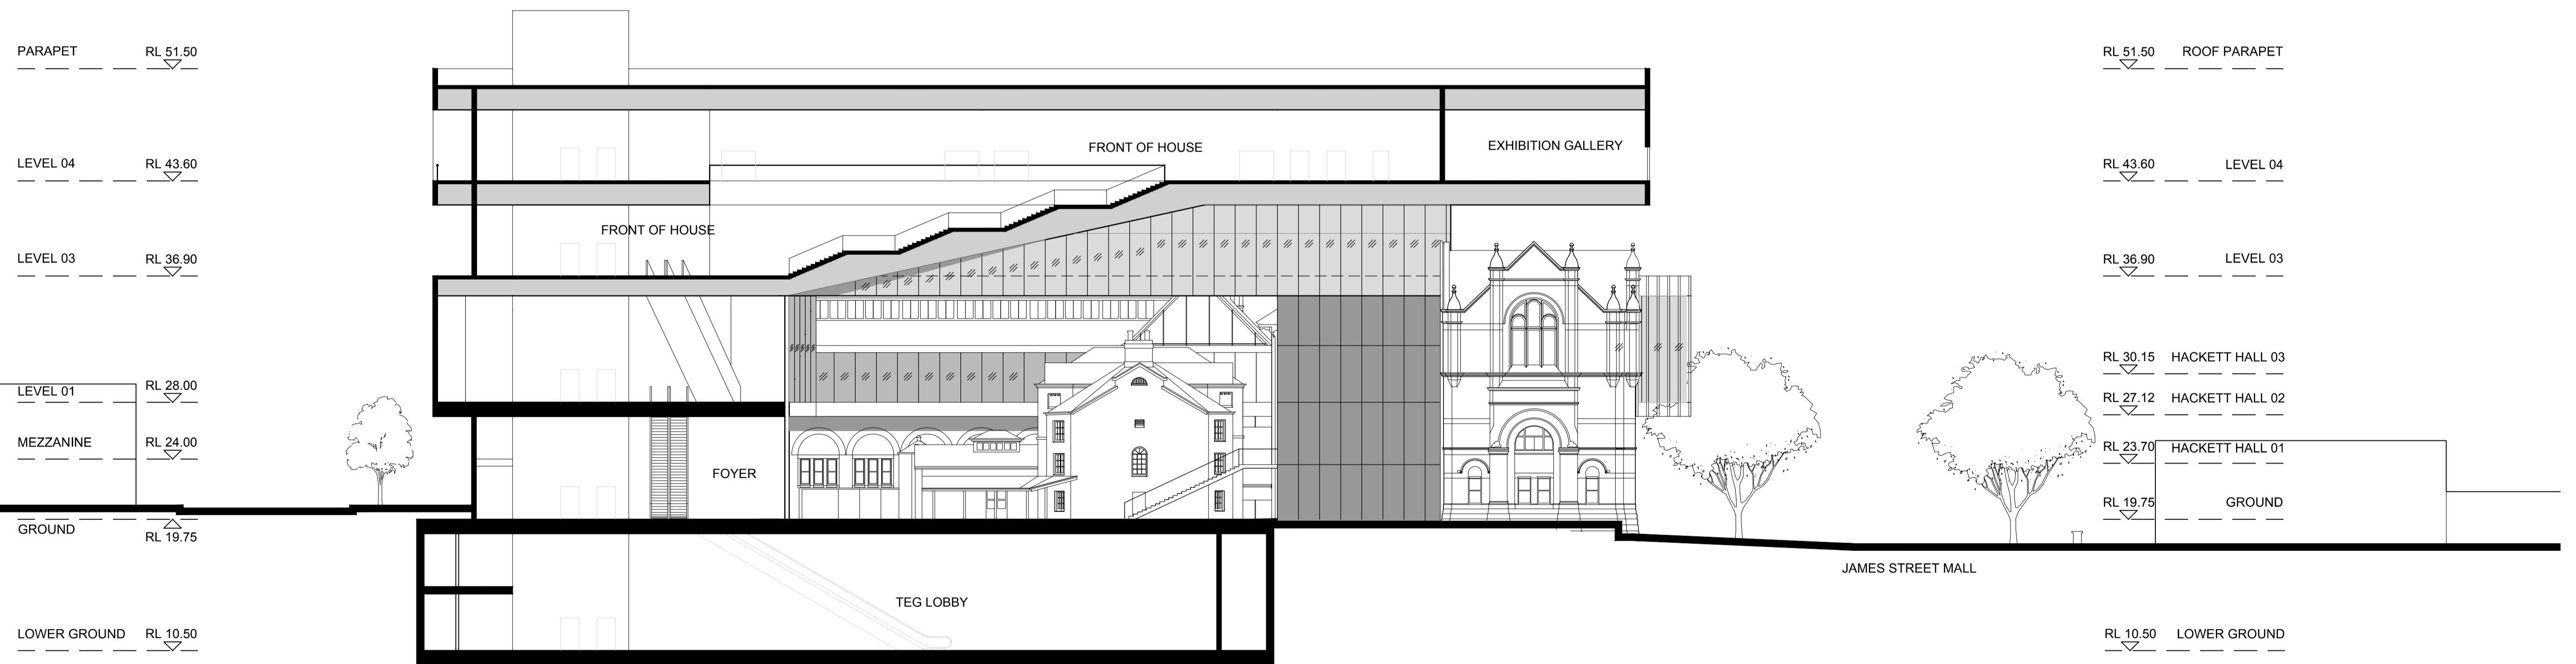 PARAPET RL 51.50
RL 51.50 ROOF PARAPET
FRONT OF HOUSE
EXHIBITION GALLERY
LEVEL 04 RL 43.60
RL 43.60 LEVEL 04
FRONT OF HOUSE
LEVEL 03 RL 36.90
RL 36.90 LEVEL 03
RL 30.15 HACKETT HALL 03
LEVEL 01 RL 28.00
RL 27.12 HACKETT HALL 02
MEZZANINE RL 24.00
RL 23.70 HACKETT HALL 01
FOYER
RL 19.75 GROUND
GROUND
RL 19.75
JAMES STREET MALL
TEG LOBBY
LOWER GROUND RL 10.50
RL 10.50 LOWER GROUND